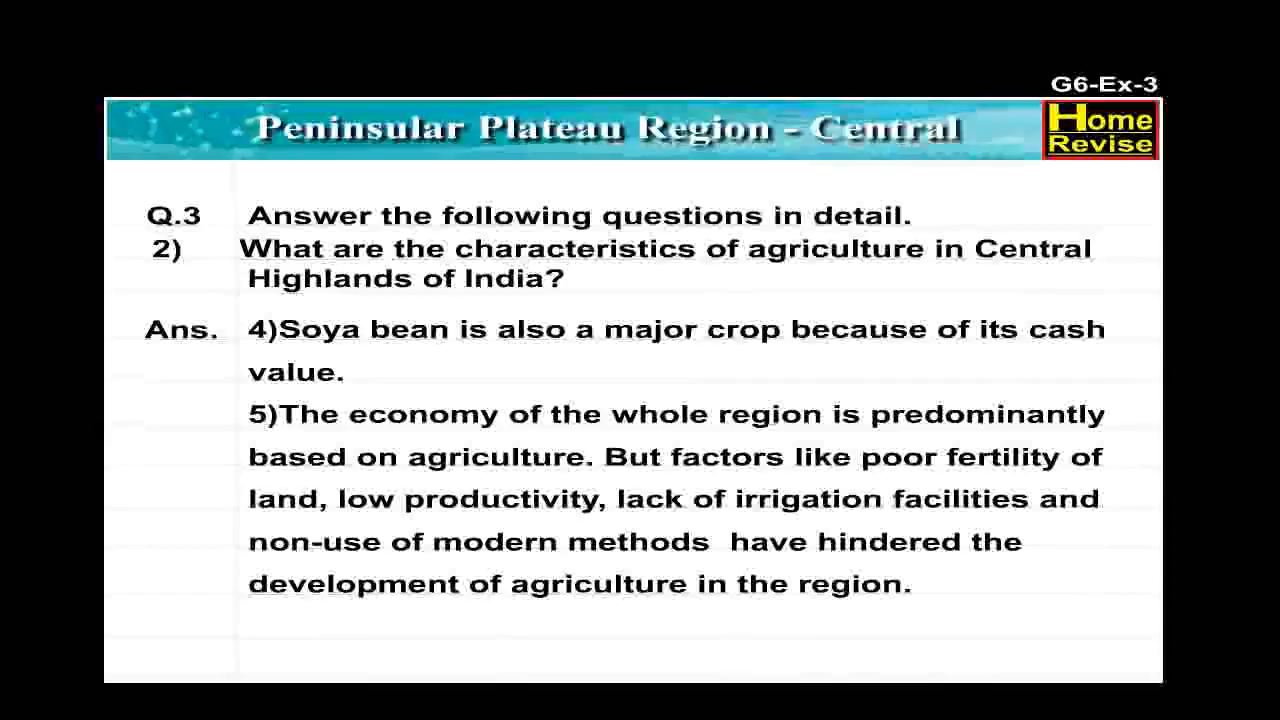 G6-Ex-3
Peninsular Plateau Region - Central
Home
Revise
Q.3 Answer the following questions in detail.
2) What are the characteristics of agriculture in Central
Highlands of India?
Ans. 4)Soya bean is also a major crop because of its cash
value.
5)The economy of the whole region is predominantly
based on agriculture. But factors like poor fertility of
land, low productivity, lack of irrigation facilities and
non-use of modern methods have hindered the
development of agriculture in the region.